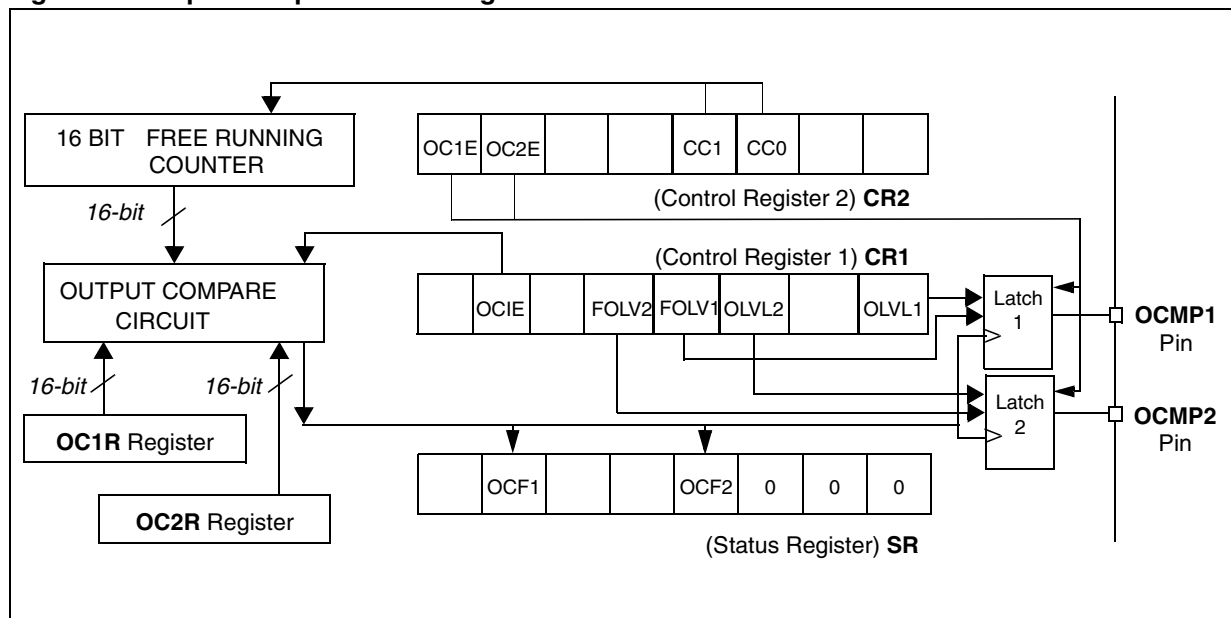 16 BIT FREE RUNNING
COUNTER
OC1E OC2E CC1 CC0
(Control Register 2) CR2
16-bit
(Control Register 1) CR1
OUTPUT COMPARE
CIRCUIT
OCIE FOLV2 FOLV1 OLVL2 OLVL1
Latch
1
OCMP1
Pin
16-bit
16-bit
Latch
2
OCMP2
Pin
OC1R Register
OCF1 OCF2 0 0 0
OC2R Register
(Status Register) SR